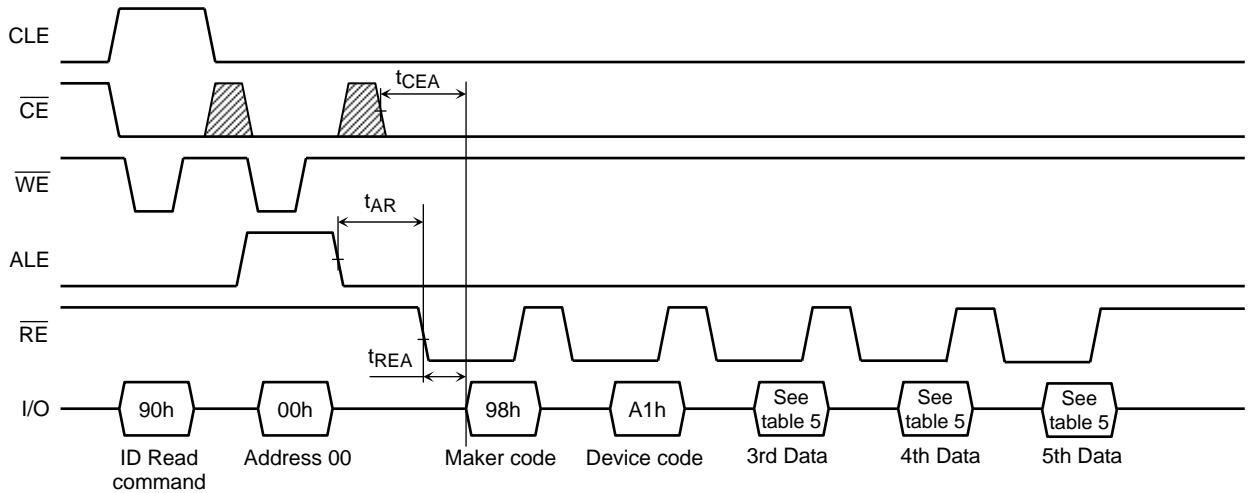 CLE
tCEA
CE
WE
tAR
ALE
RE
tREA
I/O
90h
00h
98h
A1h
See
table 5
See
table 5
See
table 5
ID Read
command
Address 00
Maker code
Device code
3rd Data
4th Data
5th Data